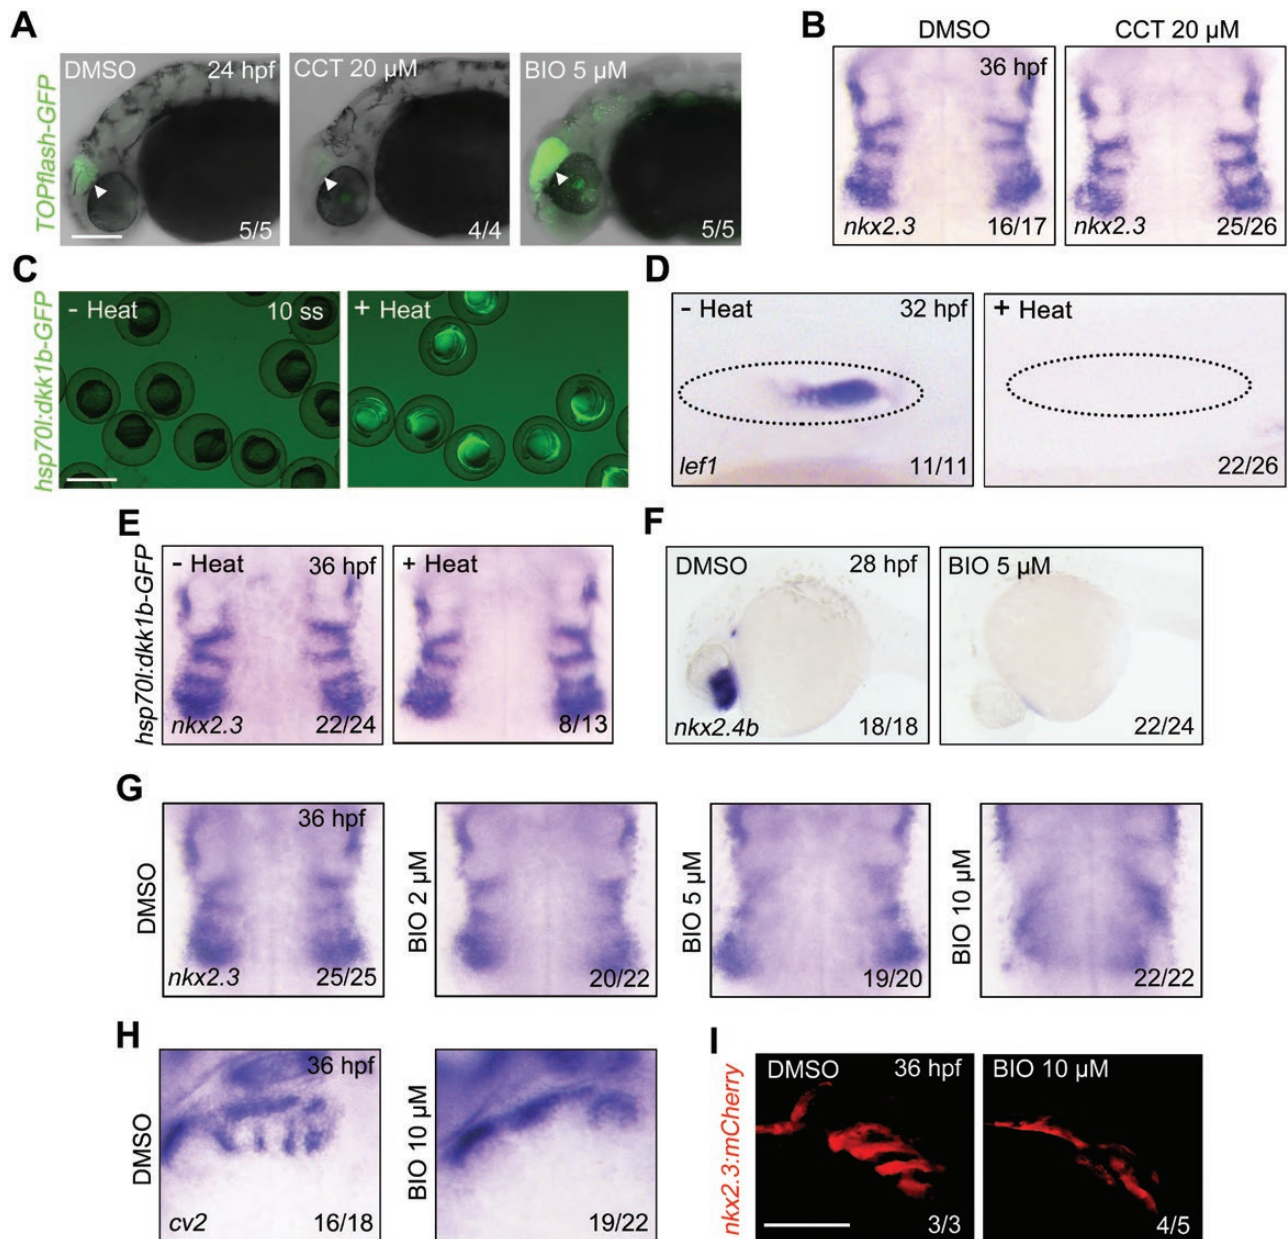 A
TOPflash-GFP
DMSO
24 hpf
5/5
CCT 20 µM
4/4
BIO 5 µM
5/5
B
DMSO
CCT 20 µM
36 hpf
nkx2.3
16/17
nkx2.3
25/26
C
hsp70l:dkk1b-GFP
- Heat
10 ss
+ Heat
D
- Heat
32 hpf
lef1
11/11
+ Heat
22/26
E
hsp70l:dkk1b-GFP
- Heat
36 hpf
nkx2.3
22/24
+ Heat
8/13
F
DMSO
28 hpf
nkx2.4b
18/18
BIO 5 µM
22/24
G
DMSO
36 hpf
nkx2.3
25/25
BIO 2 µM
20/22
BIO 5 µM
19/20
BIO 10 µM
22/22
H
DMSO
36 hpf
cv2
16/18
BIO 10 µM
19/22
I
nkx2.3:mCherry
DMSO
36 hpf
3/3
BIO 10 µM
4/5